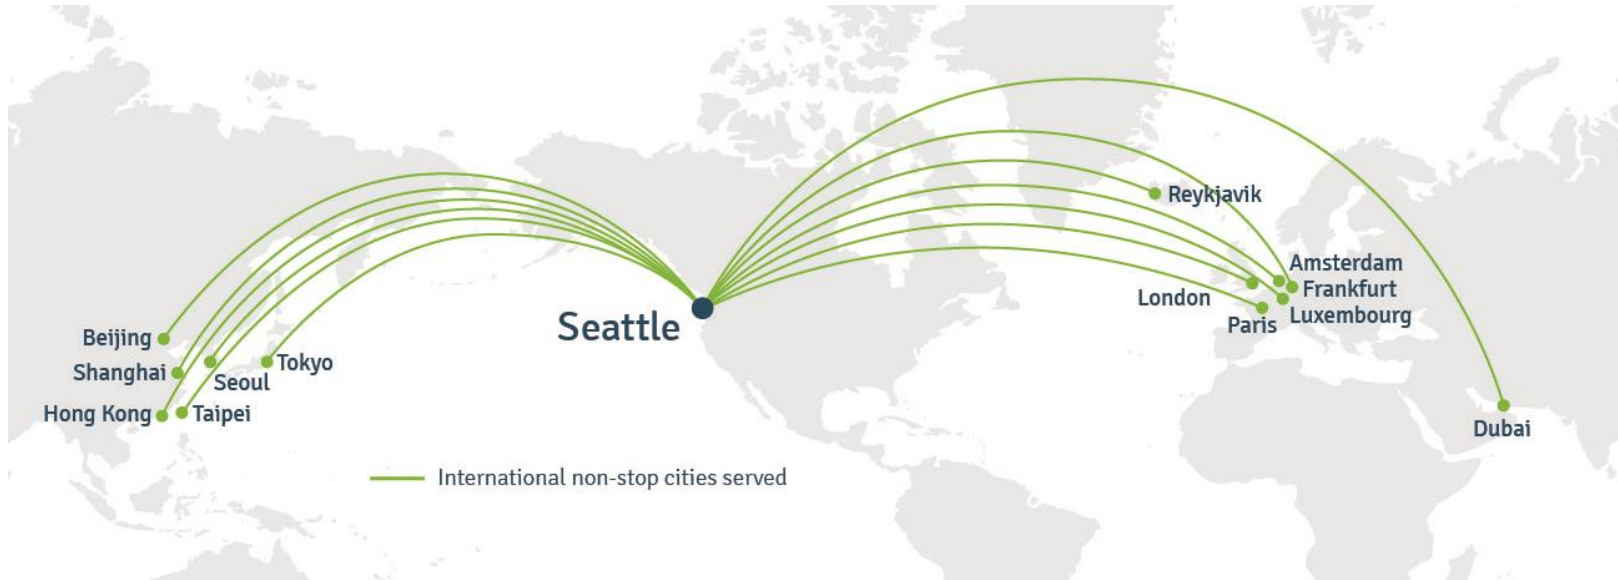 Reykjavik
Amsterdam
Frankfurt
London
Luxembourg
Paris
Seattle
Beijing
Tokyo
Shanghai
Seoul
Hong Kong
Taipei
Dubai
International non-stop cities served